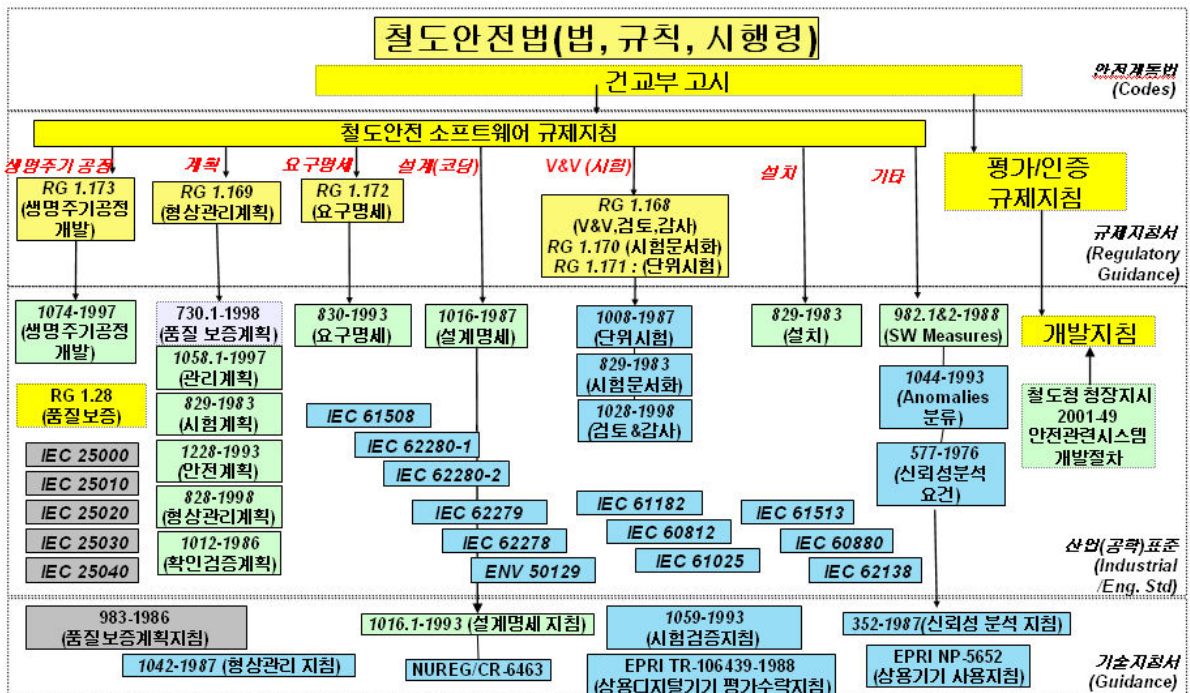 철도안전법(법, 규칙, 시행령)
건교부 고시
안전계통법
(Codes)
철도안전 소프트웨어 규제지침
생명주기 공정
계획
요구명세
설계(코딩)
V&V (시험)
설치
기타
평가/인증
규제지침
RG 1.173
(생명주기공정
개발)
RG 1.169
(형상관리계획)
RG 1.172
(요구명세)
RG 1.168
(V&V,검토,감사)
RG 1.170 (시험문서화)
RG 1.171 : (단위시험)
규제지침서
(Regulatory
Guidance)
1074-1997
(생명주기공정
개발)
730.1-1998
(품질 보증계획)
830-1993
(요구명세)
1016-1987
(설계명세)
1008-1987
(단위시험)
829-1983
(설치)
982.1&2-1988
(SW Measures)
개발지침
1058.1-1997
(관리계획)
829-1983
(시험문서화)
1044-1993
(Anomalies
분류)
RG 1.28
(품질보증)
829-1983
(시험계획)
1028-1998
(검토&감사)
철도청 청장지시
2001-49
안전관련시스템
개발절차
IEC 61508
IEC 62280-1
IEC 62280-2
577-1976
(신뢰성분석
요건)
IEC 25000
IEC 25010
IEC 25020
IEC 25030
IEC 25040
1228-1993
(안전계획)
828-1998
(형상관리계획)
1012-1986
(확인검증계획)
IEC 62279
IEC 62278
ENV 50129
IEC 61182
IEC 60812
IEC 61025
IEC 61513
IEC 60880
IEC 62138
산업(공학)표준
(Industrial
/Eng. Std)
983-1986
(품질보증계획지침)
1042-1987 (형상관리 지침)
1016.1-1993 (설계명세 지침)
NUREG/CR-6463
1059-1993
(시험검증지침)
EPRI TR-106439-1988
(상용디지털기기 평가수락지침)
352-1987(신뢰성 분석 지침)
EPRI NP-5652
(상용기기 사용지침)
기술지침서
(Guidance)